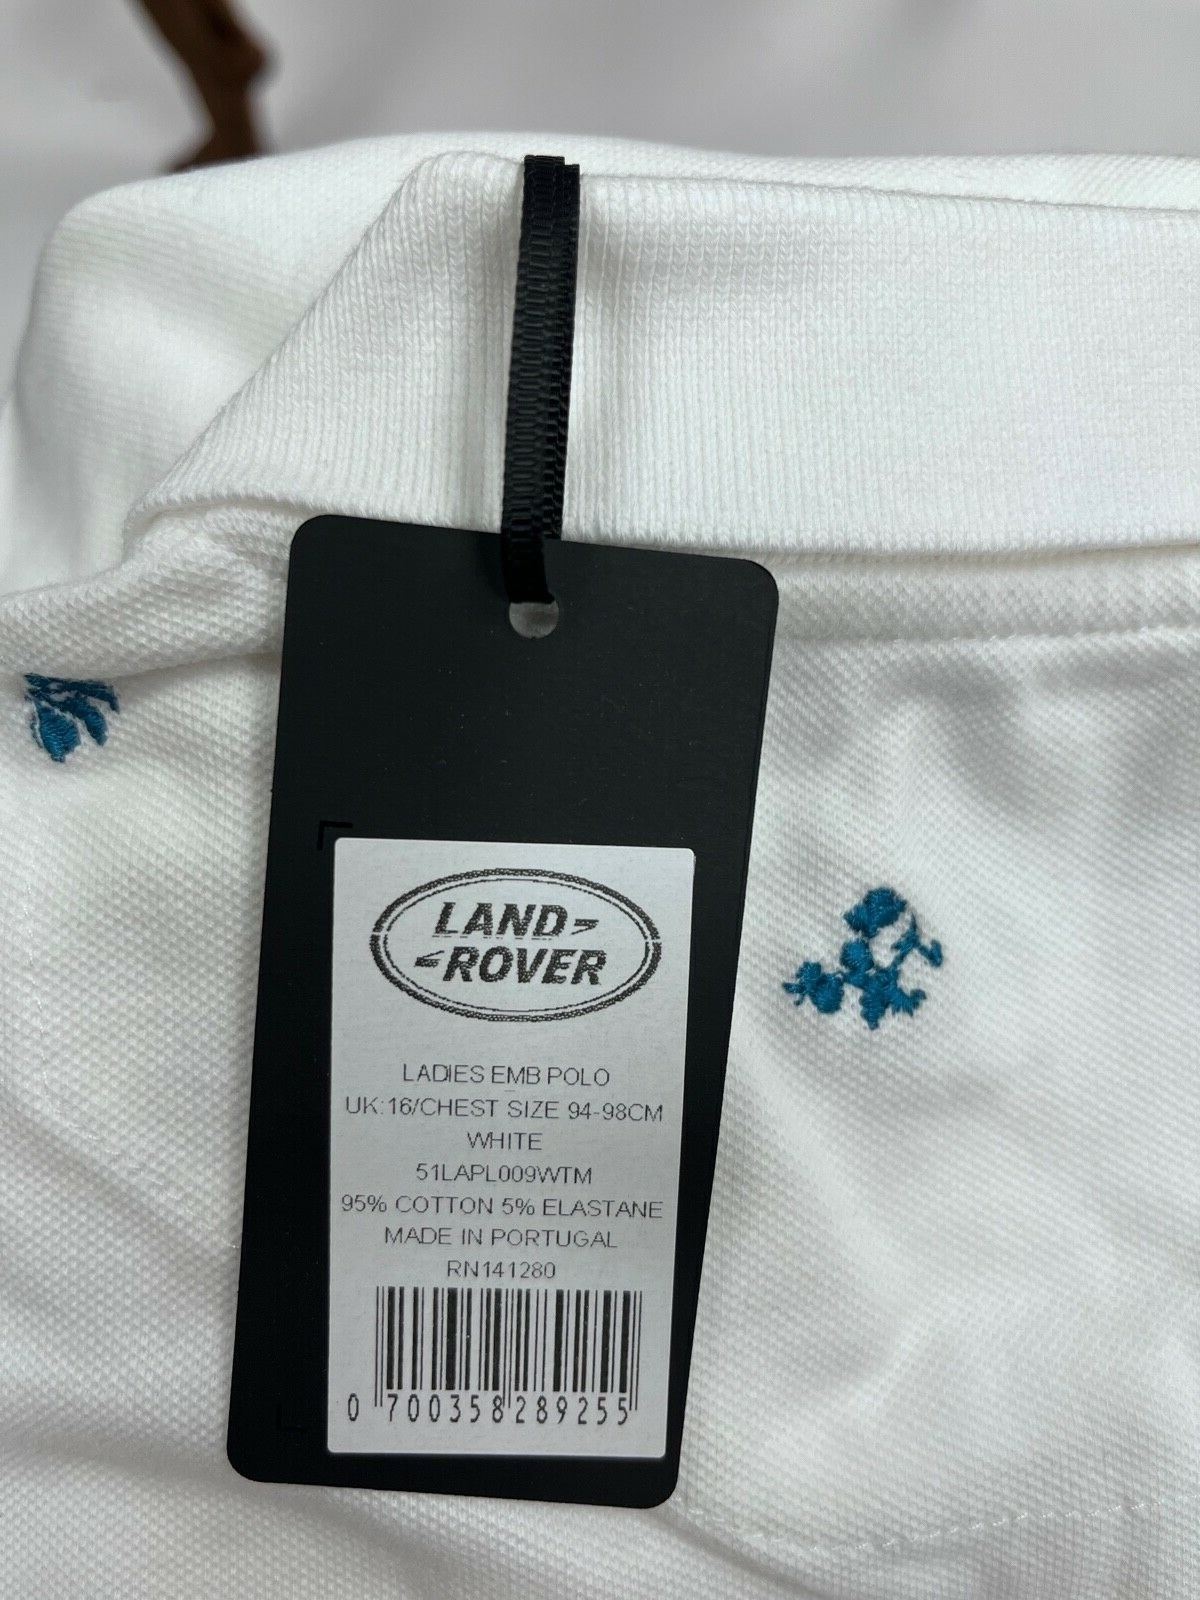 LAND
ROVER
LADIES EMB POLO
UK:16/CHEST SIZE 94-98CM
WHITE
51LAPL009WTM
95% COTTON 5% ELASTANE
MADE IN PORTUGAL
RN141280
0 700358 289255